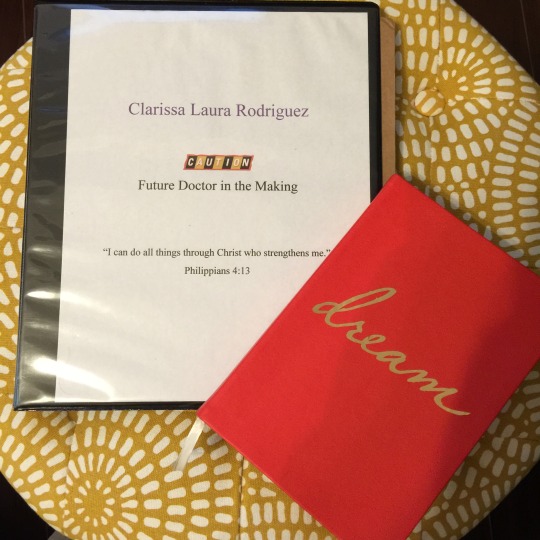 Clarissa Laura Rodriguez
CAUTION
Future Doctor in the Making
“I can do all things through Christ who strengthens me.”
Philippians 4:13
dream